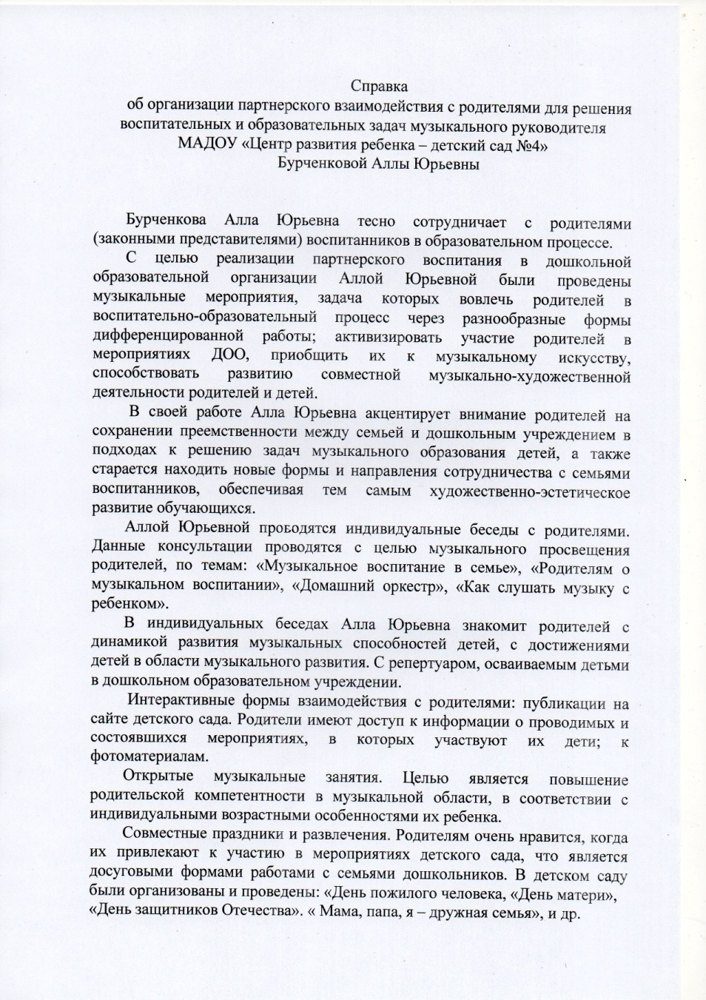 Справка
об организации партнерского взаимодействия с родителями для решения
воспитательных и образовательных задач музыкального руководителя
МАДОУ «Центр развития ребенка – детский сад №4»
Бурченковой Аллы Юрьевны
Бурченкова Алла Юрьевна тесно сотрудничает с родителями
(законными представителями) воспитанников в образовательном процессе.
С целью реализации партнерского воспитания в дошкольной
образовательной организации Аллой Юрьевной были проведены
музыкальные мероприятия, задача которых вовлечь родителей в
воспитательно-образовательный процесс через разнообразные формы
дифференцированной работы; активизировать участие родителей в
мероприятиях ДОО, приобщить их к музыкальному искусству,
способствовать развитию совместной музыкально-художественной
деятельности родителей и детей.
В своей работе Алла Юрьевна акцентирует внимание родителей на
сохранении преемственности между семьей и дошкольным учреждением в
подходах к решению задач музыкального образования детей, а также
старается находить новые формы и направления сотрудничества с семьями
воспитанников, обеспечивая тем самым художественно-эстетическое
развитие обучающихся.
Аллой Юрьевной проводятся индивидуальные беседы с родителями.
Данные консультации проводятся с целью музыкального просвещения
родителей, по темам: «Музыкальное воспитание в семье», «Родителям о
музыкальном воспитании», «Домашний оркестр», «Как слушать музыку с
ребенком».
В индивидуальных беседах Алла Юрьевна знакомит родителей с
динамикой развития музыкальных способностей детей, с достижениями
детей в области музыкального развития. С репертуаром, осваиваемым детьми
в дошкольном образовательном учреждении.
Интерактивные формы взаимодействия с родителями: публикации на
сайте детского сада. Родители имеют доступ к информации о проводимых и
состоявшихся мероприятиях, в которых участвуют их дети; к
фотоматериалам.
Открытые музыкальные занятия. Целью является повышение
родительской компетентности в музыкальной области, в соответствии с
индивидуальными возрастными особенностями их ребенка.
Совместные праздники и развлечения. Родителям очень нравится, когда
их привлекают к участию в мероприятиях детского сада, что является
досуговыми формами работами с семьями дошкольников. В детском саду
были организованы и проведены: «День пожилого человека, «День матери»,
«День защитников Отечества». « Мама, папа, я – дружная семья», и др.